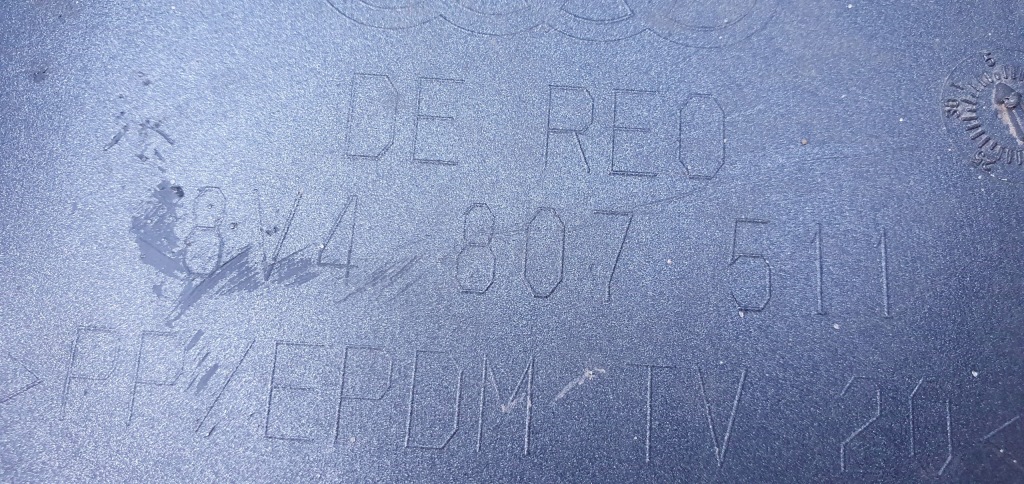 DE REO
8V4 807 511
>PP/EPDM TV 20<